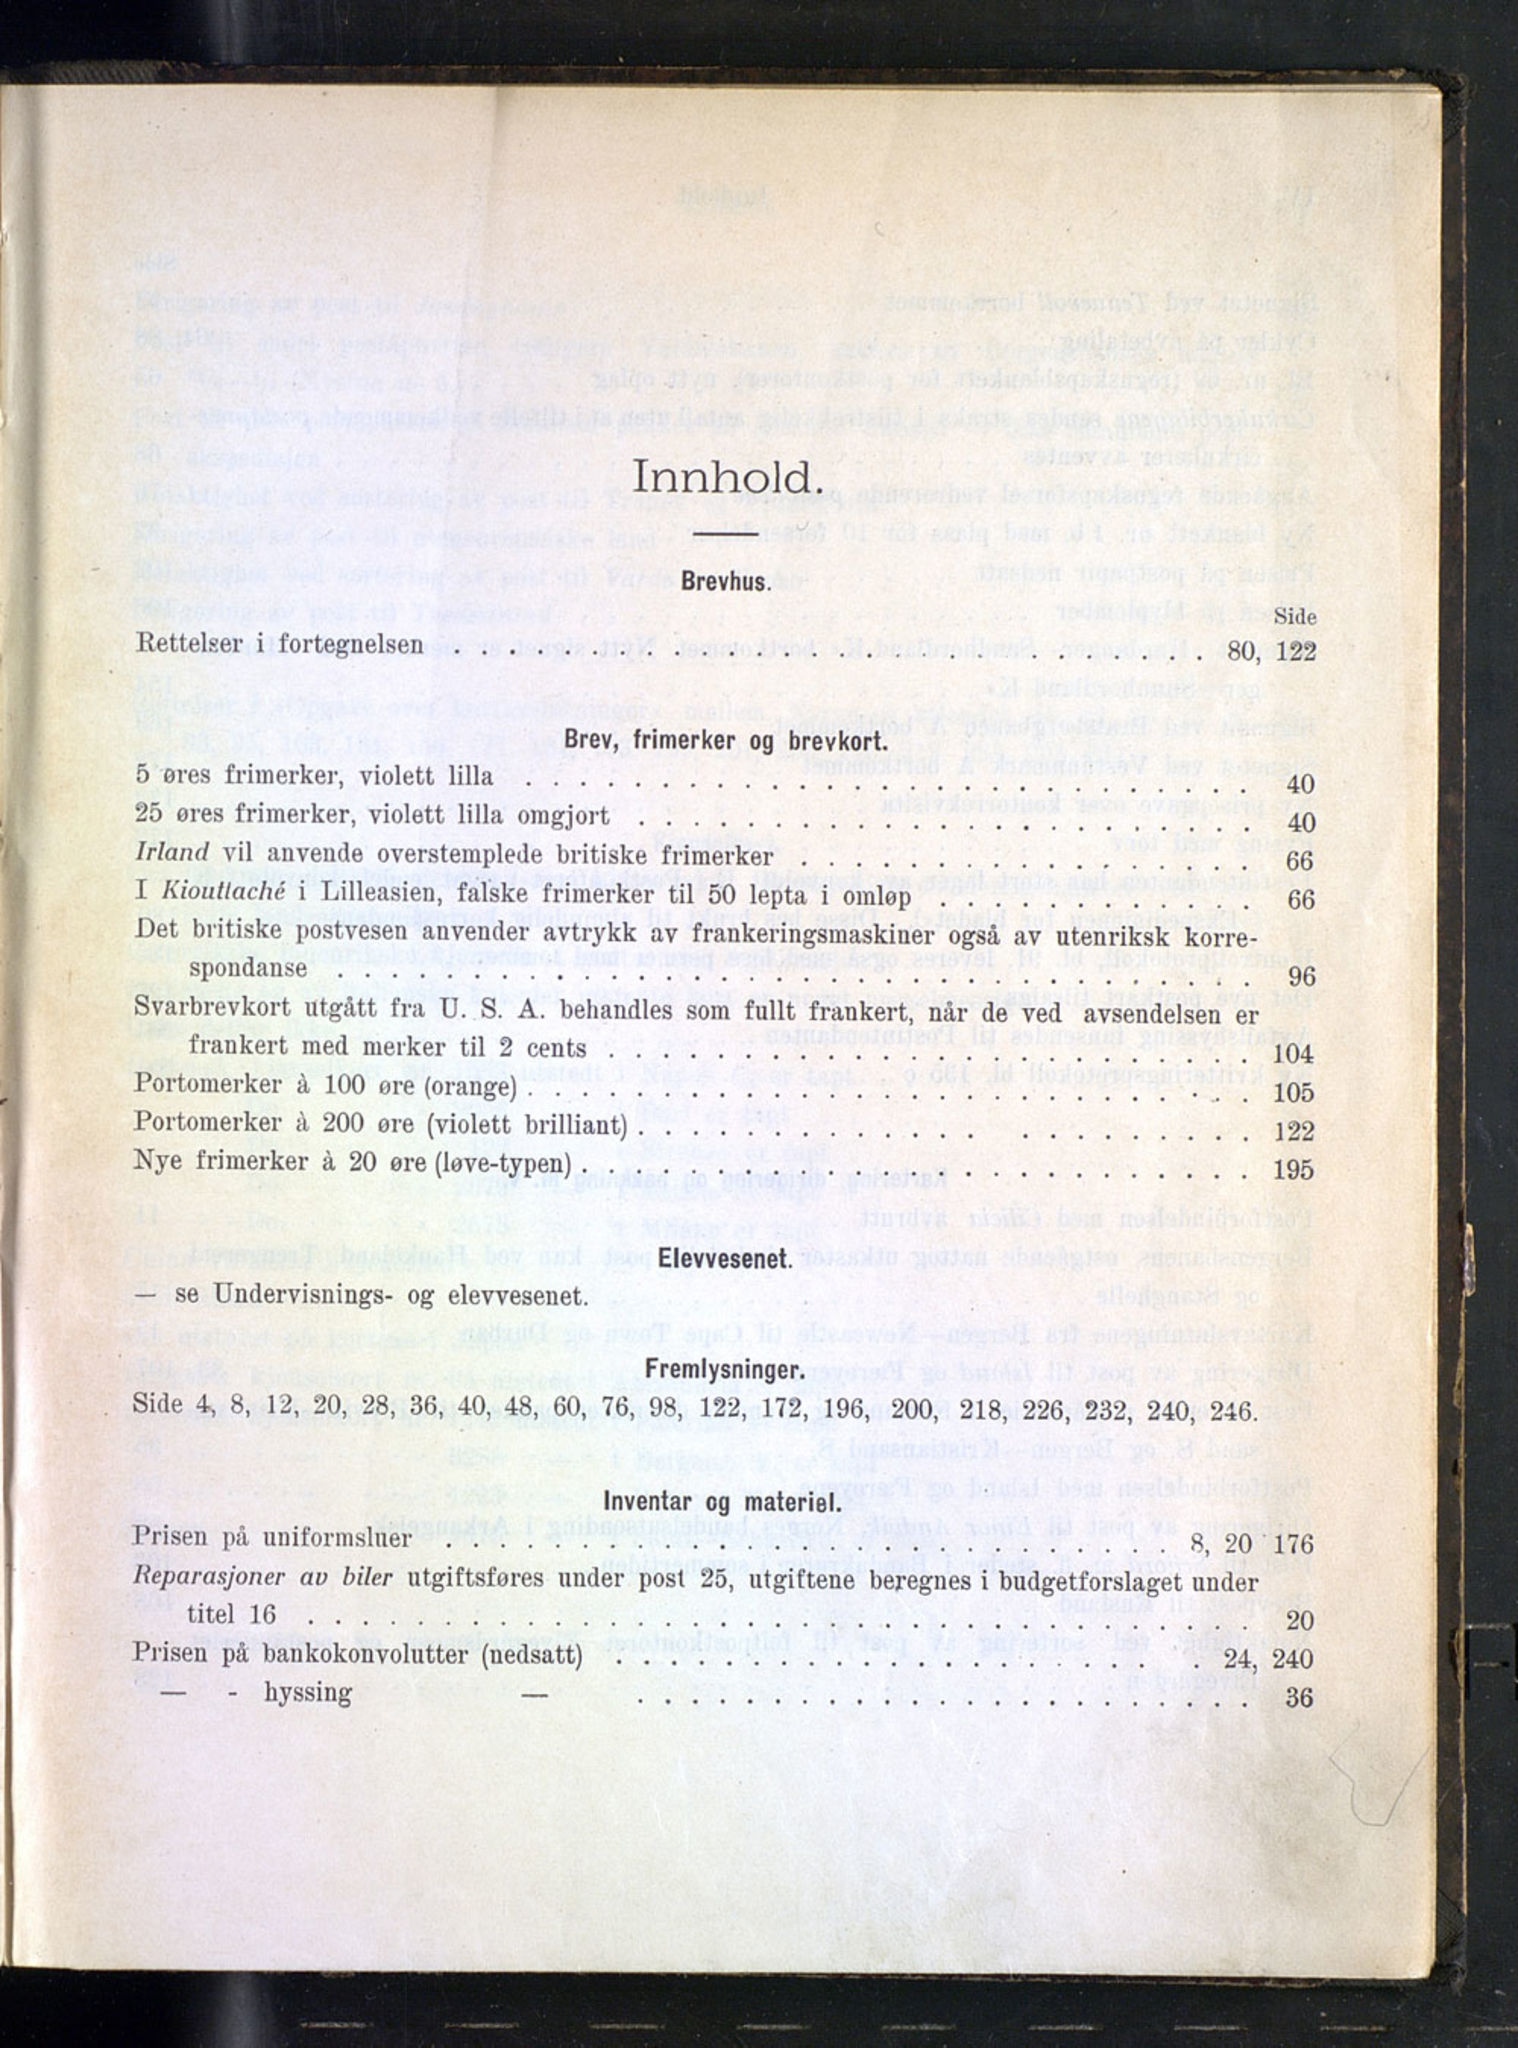 Innhold.
Brevhus.
Side
Rettelser i fortegnelsen . . . . . . . . . . . . . . . . . . . . . . . . . . . . 80, 122
Brev, frimerker og brevkort.
5 øres frimerker, violett lilla . . . . . . . . . . . . . . . . . . . . . . . . . . . 40
25 øres frimerker, violett lilla omgjort . . . . . . . . . . . . . . . . . . . . . . . 40
Irland vil anvende overstemplede britiske frimerker . . . . . . . . . . . . . . . . . 66
I Kioutlaché i Lilleasien, falske frimerker til 50 lepta i omløp . . . . . . . . . . . . 66
Det britiske postvesen anvender avtrykk av frankeringsmaskiner også av utenriksk korre-
spondanse . . . . . . . . . . . . . . . . . . . . . . . . . . . . . . . . . . 96
Svarbrevkort utgått fra U. S. A. behandles som fullt frankert, når de ved avsendelsen er
frankert med merker til 2 cents . . . . . . . . . . . . . . . . . . . . . . . . 104
Portomerker à 100 øre (orange) . . . . . . . . . . . . . . . . . . . . . . . . . . . 105
Portomerker à 200 øre (violett brilliant) . . . . . . . . . . . . . . . . . . . . . . 122
Nye frimerker à 20 øre (løve-typen) . . . . . . . . . . . . . . . . . . . . . . . . . 195
Elevvesenet.
— se Undervisnings- og elevvesenet.
Fremlysninger.
Side 4, 8, 12, 20, 28, 36, 40, 48, 60, 76, 98, 122, 172, 196, 200, 218, 226, 232, 240, 246.
Inventar og materiel.
Prisen på uniformsluer . . . . . . . . . . . . . . . . . . . . . . . . 8, 20 176
Reparasjoner av biler utgiftsføres under post 25, utgiftene beregnes i budgetforslaget under
titel 16 . . . . . . . . . . . . . . . . . . . . . . . . . . . . . . . . . . . 20
Prisen på bankokonvolutter (nedsatt) . . . . . . . . . . . . . . . . . . . . . . 24, 240
— - hyssing — . . . . . . . . . . . . . . . . . . . . . . . 36